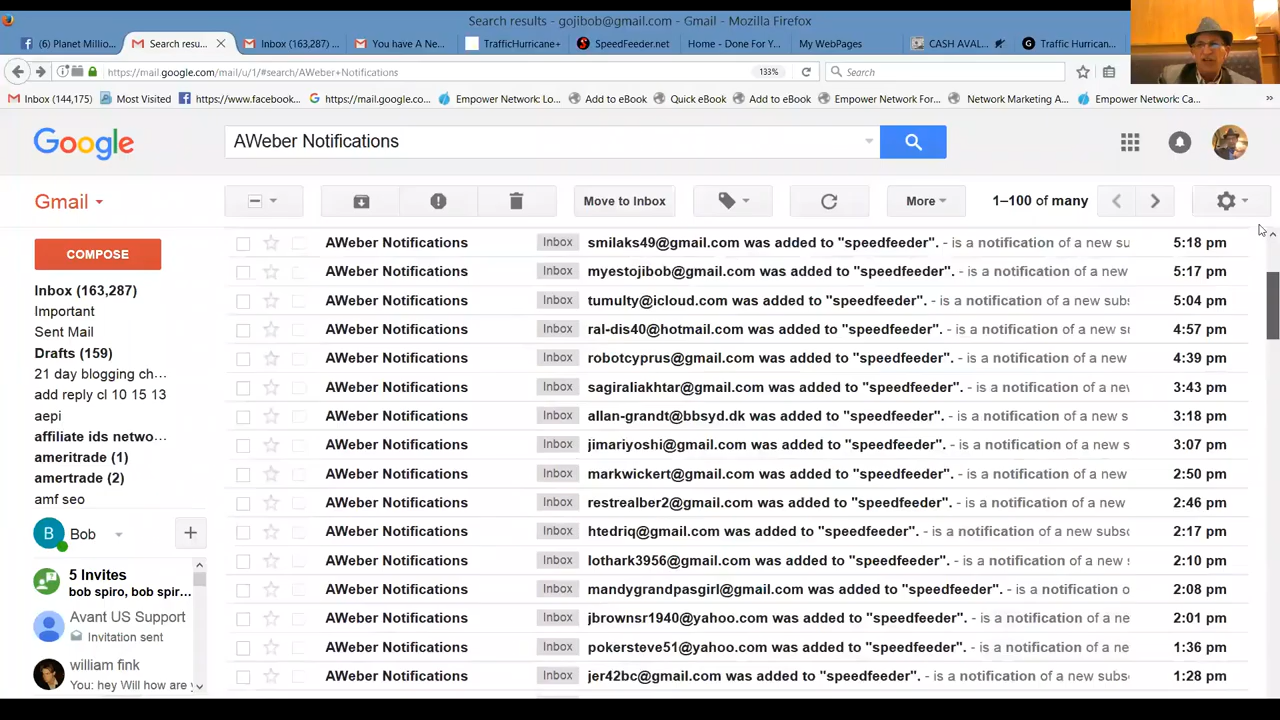 Search results - gojibob@gmail.com - Gmail - Mozilla Firefox
(6) Planet Millio...
Search resu...
Inbox (163,287) ...
You have A Ne...
TrafficHurricane+
SpeedFeeder.net
Home - Done For Y...
My WebPages
CASH AVAL...
Traffic Hurrican...
https://mail.google.com/mail/u/1/#search/AWeber+Notifications
133%
Search
Inbox (144,175)
Most Visited
https://www.facebook...
https://mail.google.co...
Empower Network: Lo...
Add to eBook
Quick eBook
Add to eBook
Empower Network For...
Network Marketing A...
Empower Network: Ca...
Google
AWeber Notifications
Gmail
Move to Inbox
More
1–100 of many
COMPOSE
Inbox (163,287)
Important
Sent Mail
Drafts (159)
21 day blogging ch...
add reply cl 10 15 13
aepi
affiliate ids netwo...
ameritrade (1)
amertrade (2)
amf seo
B Bob
5 Invites
bob spiro, bob spir...
Avant US Support
Invitation sent
william fink
You: hey Will how are
AWeber Notifications Inbox smilaks49@gmail.com was added to "speedfeeder". - is a notification of a new su 5:18 pm
AWeber Notifications Inbox myestojibob@gmail.com was added to "speedfeeder". - is a notification of a new 5:17 pm
AWeber Notifications Inbox tumulty@icloud.com was added to "speedfeeder". - is a notification of a new subs 5:04 pm
AWeber Notifications Inbox ral-dis40@hotmail.com was added to "speedfeeder". - is a notification of a new s 4:57 pm
AWeber Notifications Inbox robotcyprus@gmail.com was added to "speedfeeder". - is a notification of a new 4:39 pm
AWeber Notifications Inbox sagiraliakhtar@gmail.com was added to "speedfeeder". - is a notification of a new 3:43 pm
AWeber Notifications Inbox allan-grandt@bbsyd.dk was added to "speedfeeder". - is a notification of a new s 3:18 pm
AWeber Notifications Inbox jimariyoshi@gmail.com was added to "speedfeeder". - is a notification of a new s 3:07 pm
AWeber Notifications Inbox markwickert@gmail.com was added to "speedfeeder". - is a notification of a new 2:50 pm
AWeber Notifications Inbox restrealber2@gmail.com was added to "speedfeeder". - is a notification of a new 2:46 pm
AWeber Notifications Inbox htedriq@gmail.com was added to "speedfeeder". - is a notification of a new subsc 2:17 pm
AWeber Notifications Inbox lothark3956@gmail.com was added to "speedfeeder". - is a notification of a new s 2:10 pm
AWeber Notifications Inbox mandygrandpasgirl@gmail.com was added to "speedfeeder". - is a notification o 2:08 pm
AWeber Notifications Inbox jbrownsr1940@yahoo.com was added to "speedfeeder". - is a notification of a ne 2:01 pm
AWeber Notifications Inbox pokersteve51@yahoo.com was added to "speedfeeder". - is a notification of a ne 1:36 pm
AWeber Notifications Inbox jer42bc@gmail.com was added to "speedfeeder". - is a notification of a new subs 1:28 pm